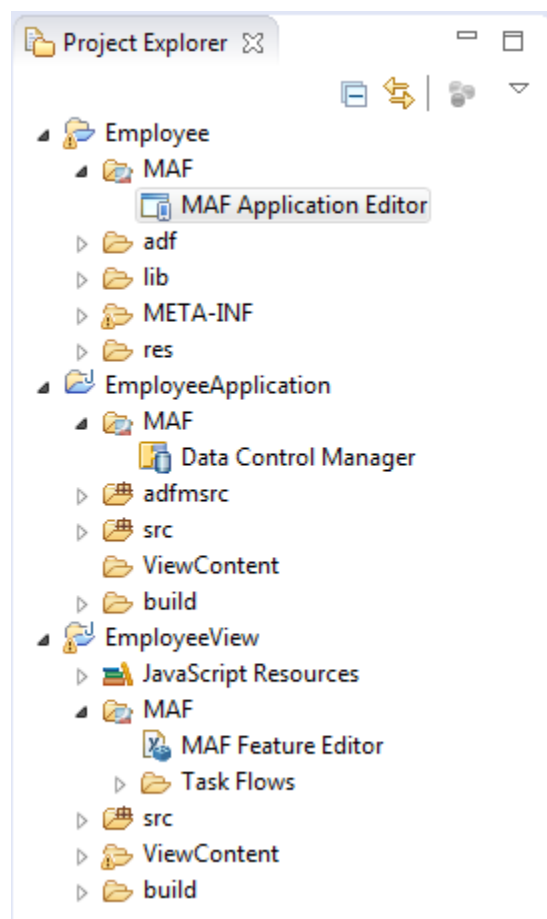 Project Explorer
Employee
MAF
MAF Application Editor
adf
lib
META-INF
res
EmployeeApplication
MAF
Data Control Manager
adfmsrc
src
ViewContent
build
EmployeeView
JavaScript Resources
MAF
MAF Feature Editor
Task Flows
src
ViewContent
build